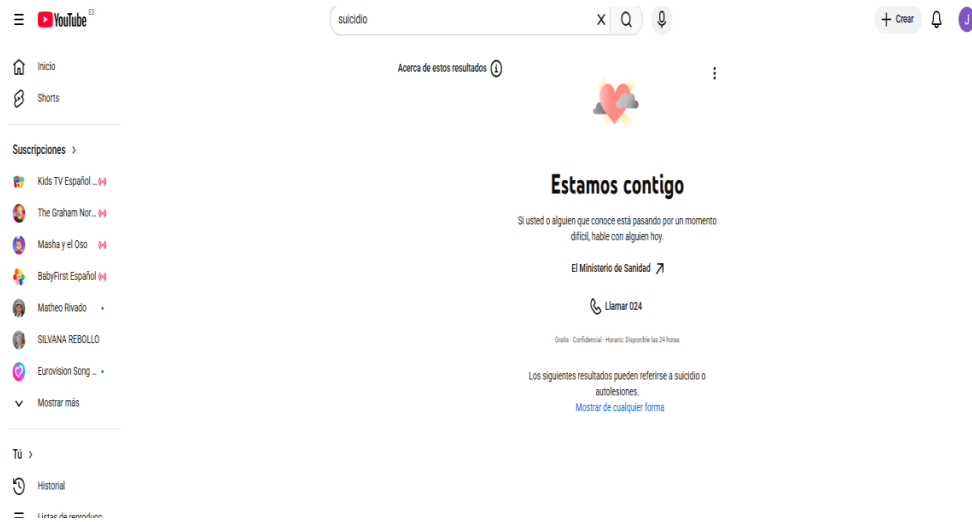 YouTube ES
suicidio
X
Crear
J
Inicio
Shorts
Suscripciones
Kids TV Español ...
The Graham Nor...
Masha y el Oso
BabyFirst Español
Matheo Rivado
SILVANA REBOLLO
Eurovision Song ...
Mostrar más
Tú
Historial
Listas de reproducc...
Acerca de estos resultados
Estamos contigo
Si usted o alguien que conoce está pasando por un momento
difícil, hable con alguien hoy.
El Ministerio de Sanidad
Llamar 024
Gratis · Confidencial · Horario: Disponible las 24 horas
Los siguientes resultados pueden referirse a suicidio o
autolesiones.
Mostrar de cualquier forma